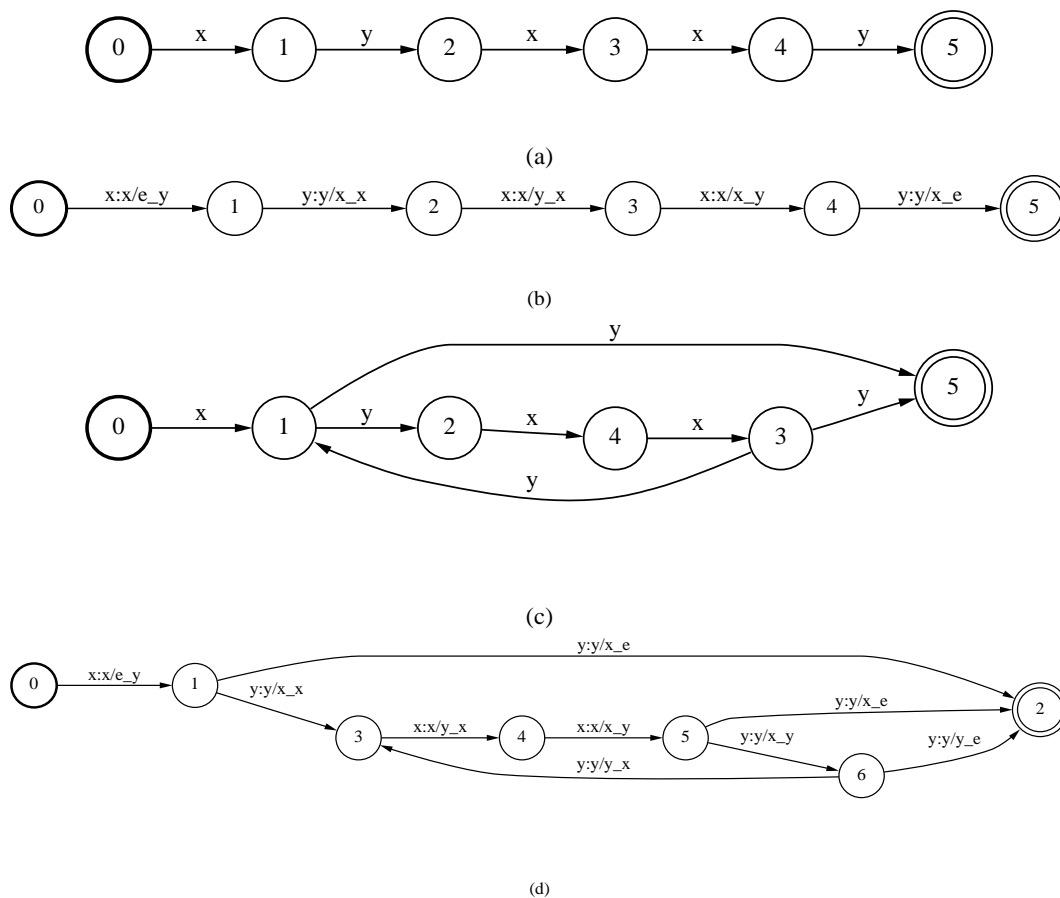 x y x x y
0 1 2 3 4 5
(a)
x:x/e_y y:y/x_x x:x/y_x x:x/x_y y:y/x_e
0 1 2 3 4 5
(b)
y
5
x y x x y
0 1 2 4 3
y
(c)
y:y/x_e
x:x/e_y
0 1
y:y/x_x y:y/x_e
2
x:x/y_x x:x/x_y y:y/x_y y:y/y_e
3 4 5
y:y/y_x
6
(d)